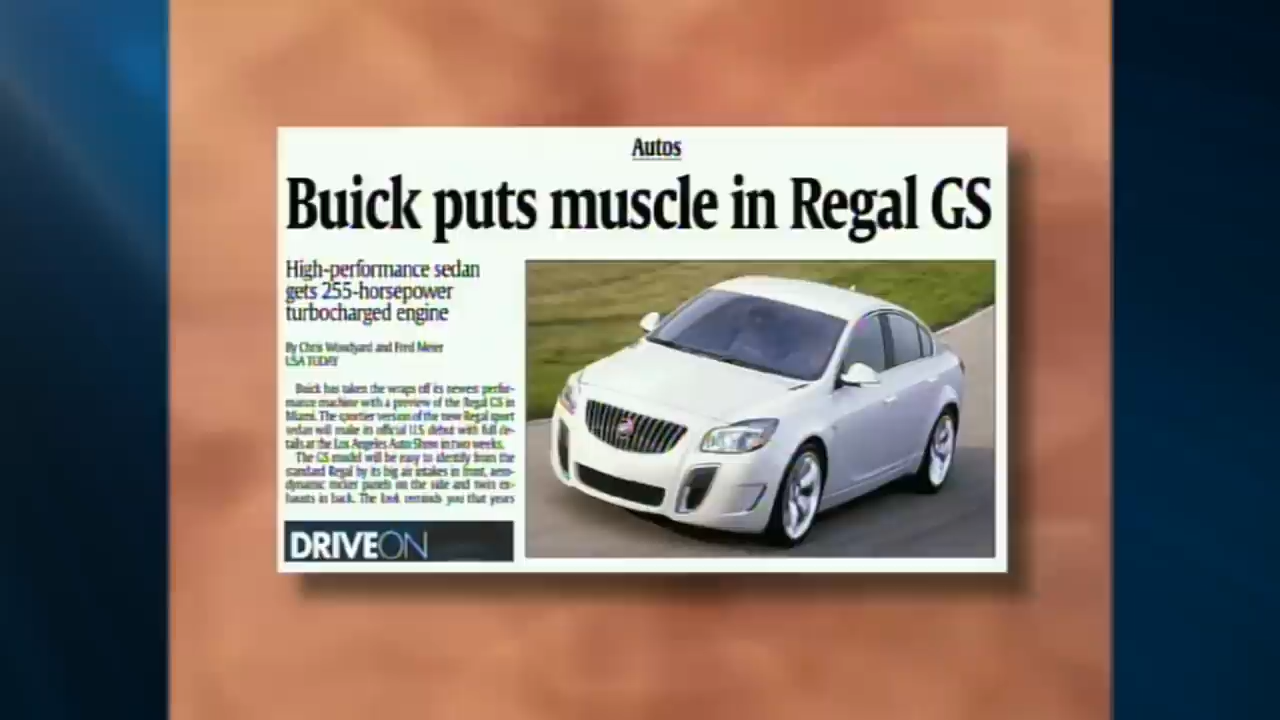 Autos
Buick puts muscle in Regal GS
High-performance sedan
gets 255-horsepower
turbocharged engine
By Chris Woodyard and Fred Meier
USA TODAY
Buick has taken the wraps off its newest perfor-
mance machine with a preview of the Regal GS in
Miami. The sportier version of the new Regal sport
sedan will make its official U.S. debut with full de-
tails at the Los Angeles Auto Show in two weeks.
The GS model will be easy to identify from the
standard Regal by its big air intakes in front, aero-
dynamic rocker panels on the side and twin ex-
hausts in back. The look reminds you that years
DRIVEON